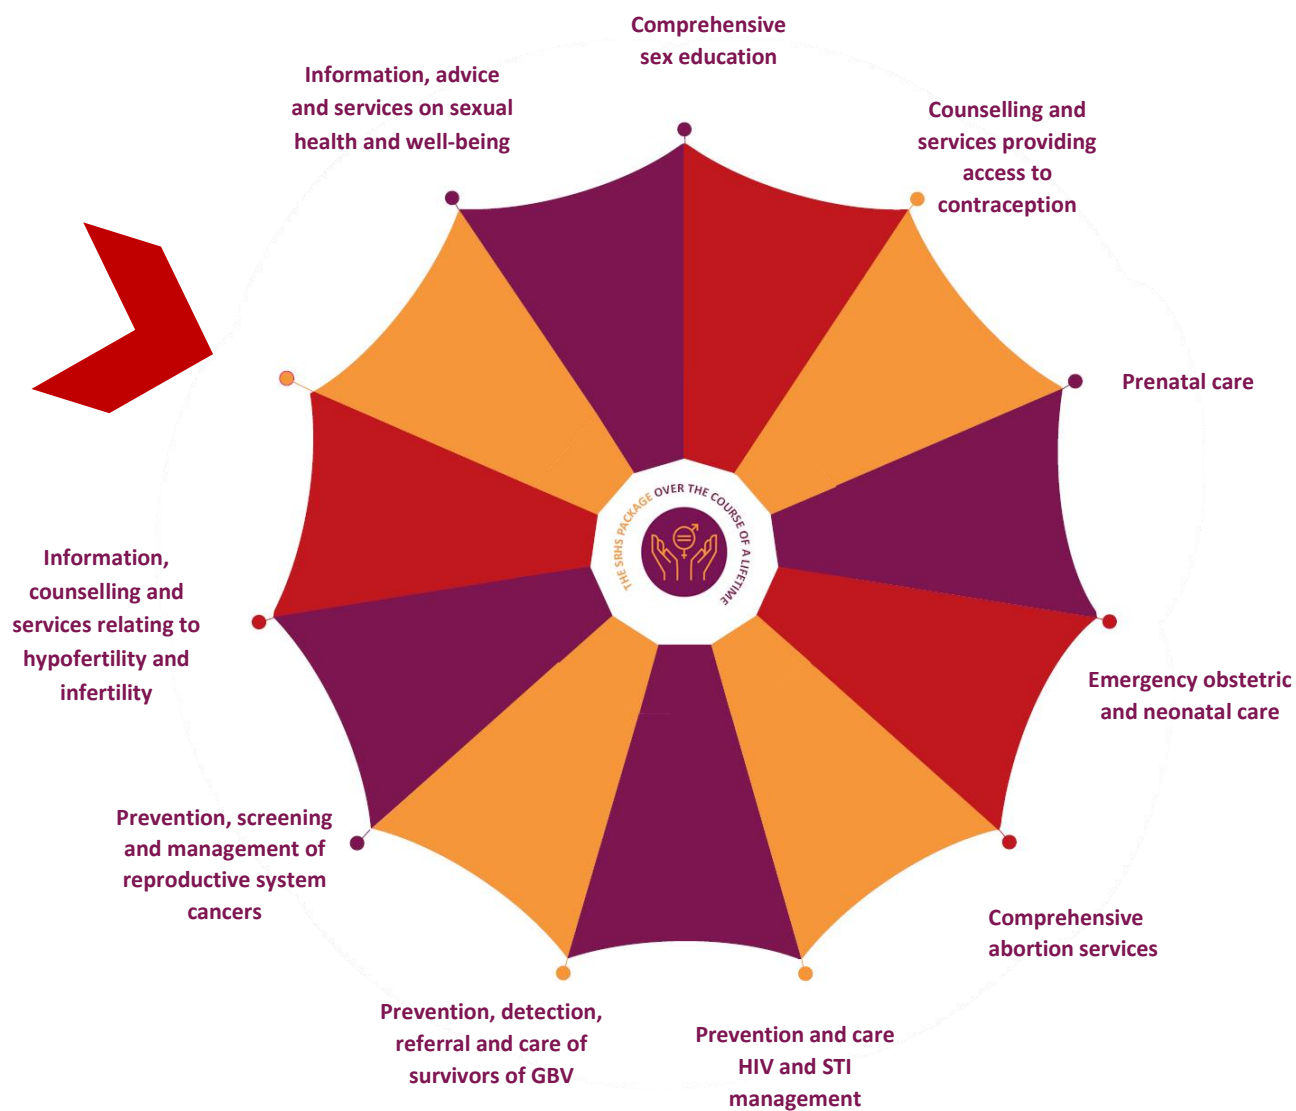 Comprehensive
sex education
Information, advice
and services on sexual
health and well-being
Counselling and
services providing
access to
contraception
Prenatal care
THE SRHS PACKAGE OVER THE COURSE OF A LIFETIME
Information,
counselling and
services relating to
hypofertility and
infertility
Emergency obstetric
and neonatal care
Prevention, screening
and management of
reproductive system
cancers
Comprehensive
abortion services
Prevention, detection,
referral and care of
survivors of GBV
Prevention and care
HIV and STI
management